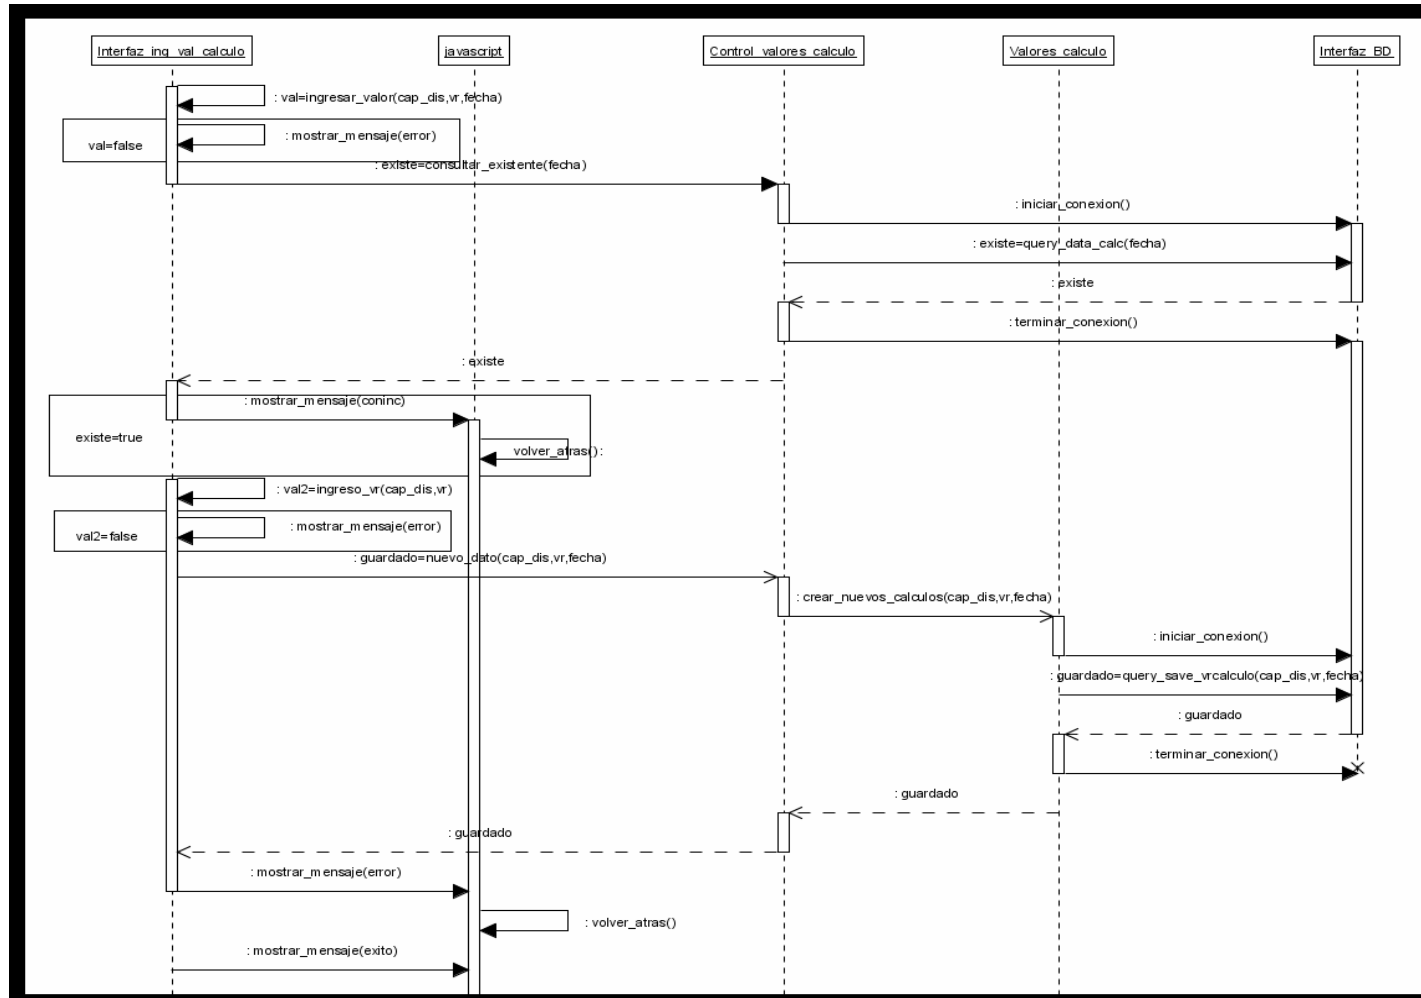 Interfaz_ing_val_calculo
javascript
Control_valores_calculo
Valores_calculo
Interfaz_BD
: val=ingresar_valor(cap_dis,vr,fecha)
: mostrar_mensaje(error)
val=false
: existe=consultar_existente(fecha)
: iniciar_conexion()
: existe=query_data_calc(fecha)
: existe
: terminar_conexion()
: existe
: mostrar_mensaje(coninc)
existe=true
volver_atras():
: val2=ingreso_vr(cap_dis,vr)
: mostrar_mensaje(error)
val2=false
: guardado=nuevo_dato(cap_dis,vr,fecha)
: crear_nuevos_calculos(cap_dis,vr,fecha)
: iniciar_conexion()
: guardado=query_save_vrcalculo(cap_dis,vr,fecha)
: guardado
: terminar_conexion()
: guardado
: guardado
: mostrar_mensaje(error)
: volver_atras()
: mostrar_mensaje(exito)